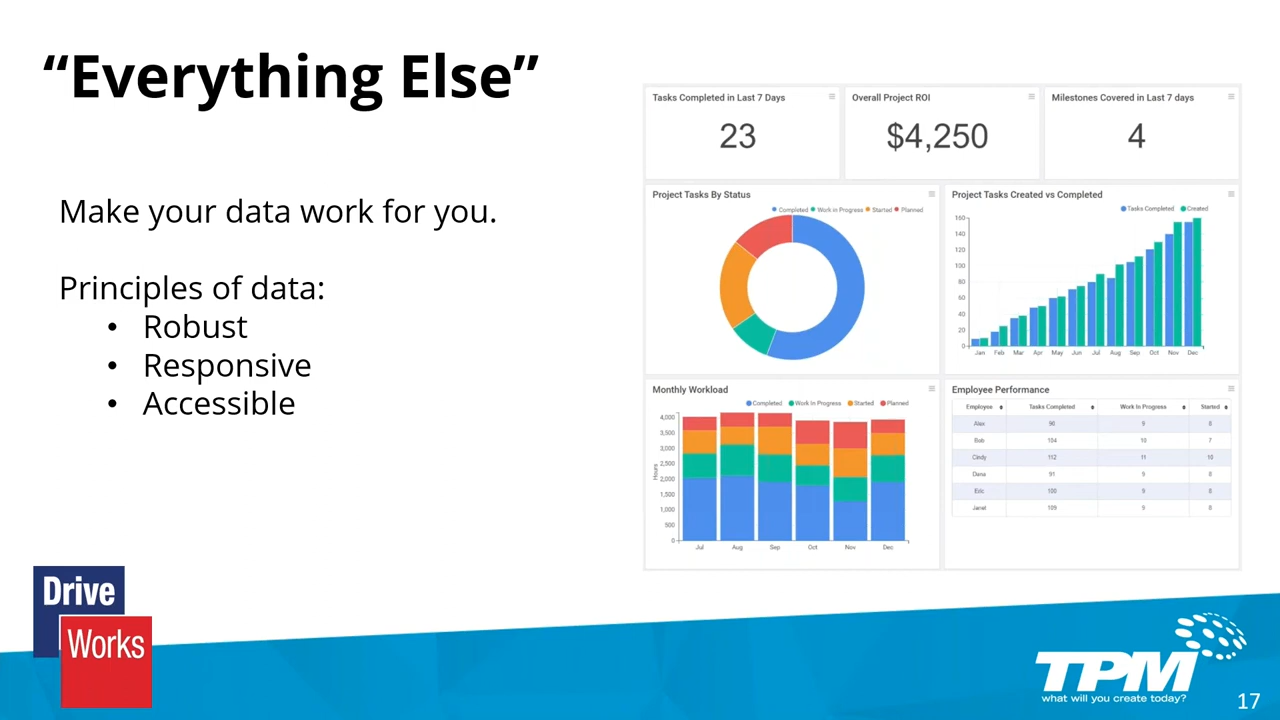 “Everything Else”
Make your data work for you.
Principles of data:
• Robust
• Responsive
• Accessible
Tasks Completed in Last 7 Days
23
Overall Project ROI
$4,250
Milestones Covered in Last 7 days
4
Project Tasks By Status
Completed Work in Progress Started Planned
Project Tasks Created vs Completed
Tasks Completed Created
160
140
120
100
80
60
40
20
0
Jan Feb Mar Apr May Jun Jul Aug Sep Oct Nov Dec
Monthly Workload
Completed Work In Progress Started Planned
Hours
4,000
3,500
3,000
2,500
2,000
1,500
1,000
500
0
Jul Aug Sep Oct Nov Dec
Employee Performance
Employee Tasks Completed Work In Progress Started
Alex 90 9 8
Bob 104 10 7
Cindy 112 11 10
Dana 91 9 8
Eric 100 9 8
Janet 109 9 8
Drive
Works
TPM
what will you create today?
17